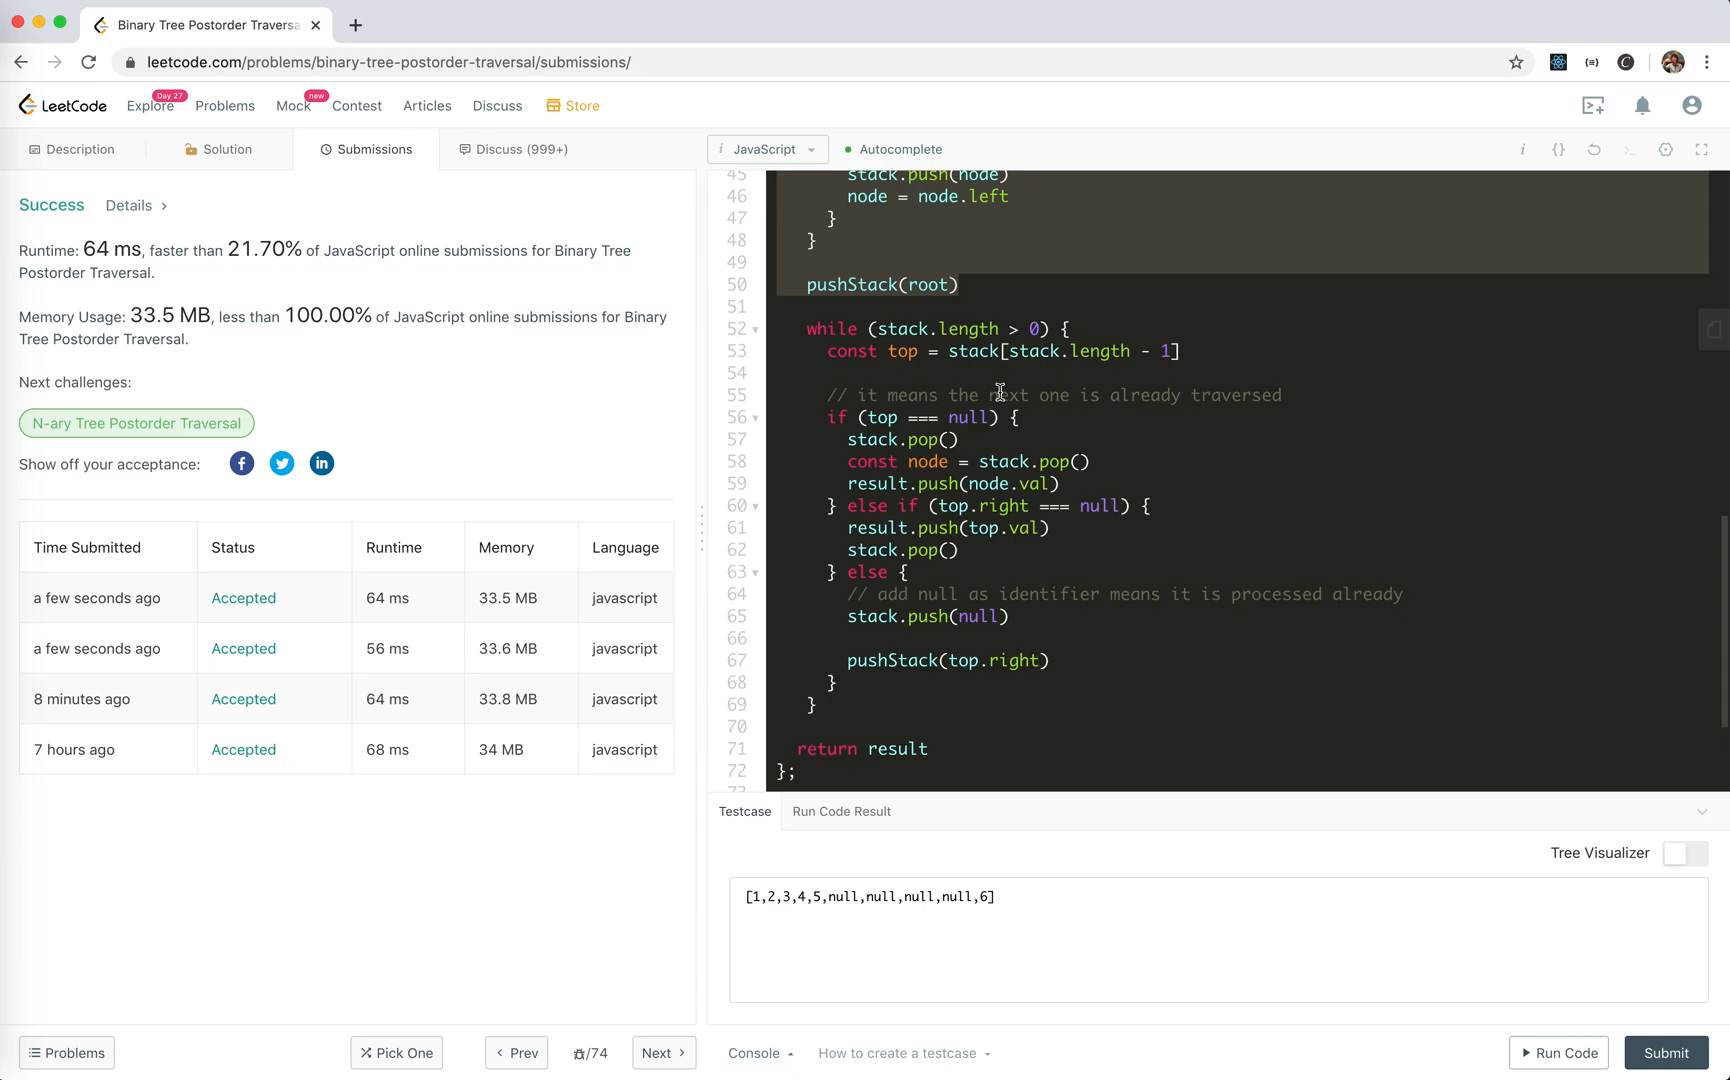 Binary Tree Postorder Traversa
leetcode.com/problems/binary-tree-postorder-traversal/submissions/
LeetCode
Explore
Day 27
Problems
Mock
new
Contest
Articles
Discuss
Store
Description
Solution
Submissions
Discuss (999+)
i JavaScript
Autocomplete
Success
Details >
Runtime: 64 ms, faster than 21.70% of JavaScript online submissions for Binary Tree
Postorder Traversal.
Memory Usage: 33.5 MB, less than 100.00% of JavaScript online submissions for Binary
Tree Postorder Traversal.
Next challenges:
N-ary Tree Postorder Traversal
Show off your acceptance:
Time Submitted Status Runtime Memory Language
a few seconds ago Accepted 64 ms 33.5 MB javascript
a few seconds ago Accepted 56 ms 33.6 MB javascript
8 minutes ago Accepted 64 ms 33.8 MB javascript
7 hours ago Accepted 68 ms 34 MB javascript
45 stack.push(node)
46 node = node.left
47 }
48 }
49
50 pushStack(root)
51
52 while (stack.length > 0) {
53 const top = stack[stack.length - 1]
54
55 // it means the next one is already traversed
56 if (top === null) {
57 stack.pop()
58 const node = stack.pop()
59 result.push(node.val)
60 } else if (top.right === null) {
61 result.push(top.val)
62 stack.pop()
63 } else {
64 // add null as identifier means it is processed already
65 stack.push(null)
66
67 pushStack(top.right)
68 }
69 }
70
71 return result
72 };
73
Testcase
Run Code Result
Tree Visualizer
[1,2,3,4,5,null,null,null,null,6]
Problems
Pick One
< Prev
/74
Next >
Console
How to create a testcase
Run Code
Submit